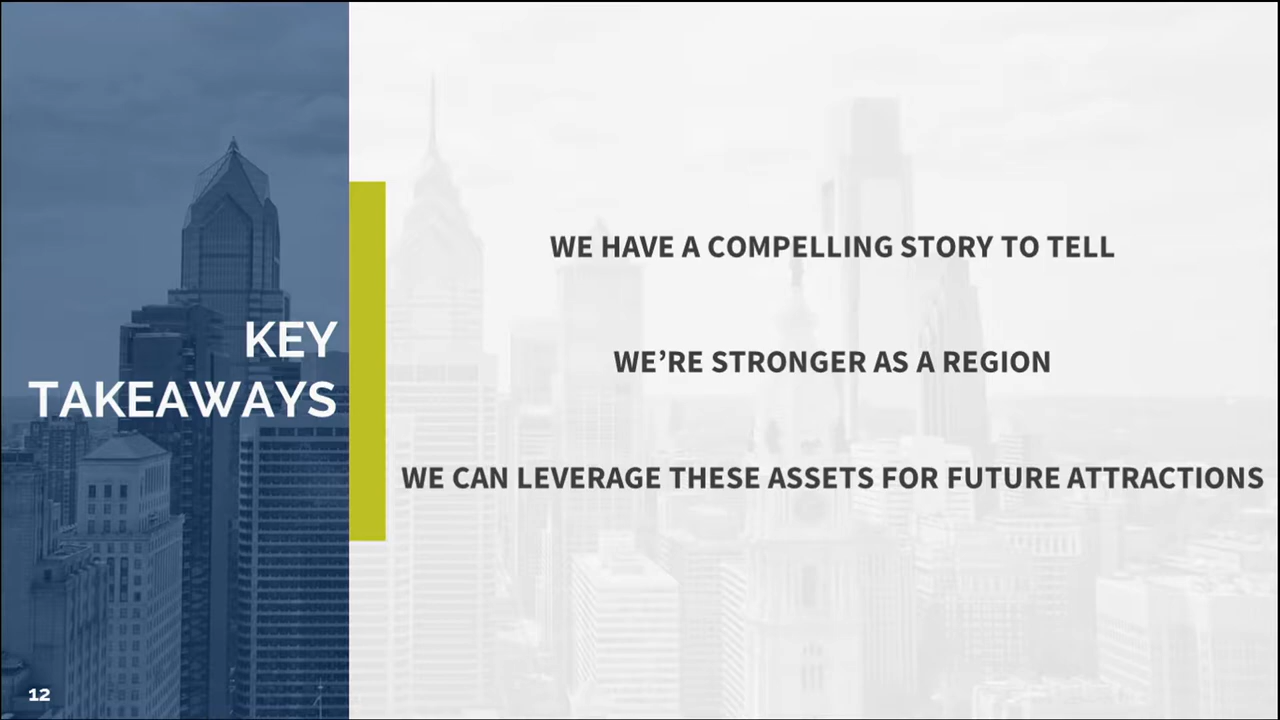 KEY
TAKEAWAYS
WE HAVE A COMPELLING STORY TO TELL
WE’RE STRONGER AS A REGION
WE CAN LEVERAGE THESE ASSETS FOR FUTURE ATTRACTIONS
12